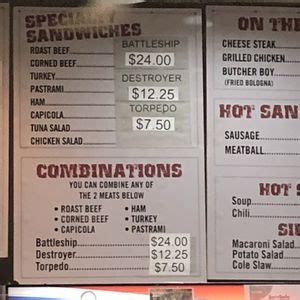 SPECIALTY
SANDWICHES
ROAST BEEF
CORNED BEEF
TURKEY
PASTRAMI
HAM
CAPICOLA
TUNA SALAD
CHICKEN SALAD
BATTLESHIP
$24.00
DESTROYER
$12.25
TORPEDO
$7.50
COMBINATIONS
YOU CAN COMBINE ANY OF
THE 2 MEATS BELOW
• ROAST BEEF • HAM
• CORNED BEEF • TURKEY
• CAPICOLA • PASTRAMI
Battleship $24.00
Destroyer $12.25
Torpedo $7.50
ON THE
CHEESE STEAK
GRILLED CHICKEN
BUTCHER BOY
(FRIED BOLOGNA)
HOT SAN
SAUSAGE
MEATBALL
HOT S
Soup
Chili
SI
Macaroni Salad
Potato Salad
Cole Slaw